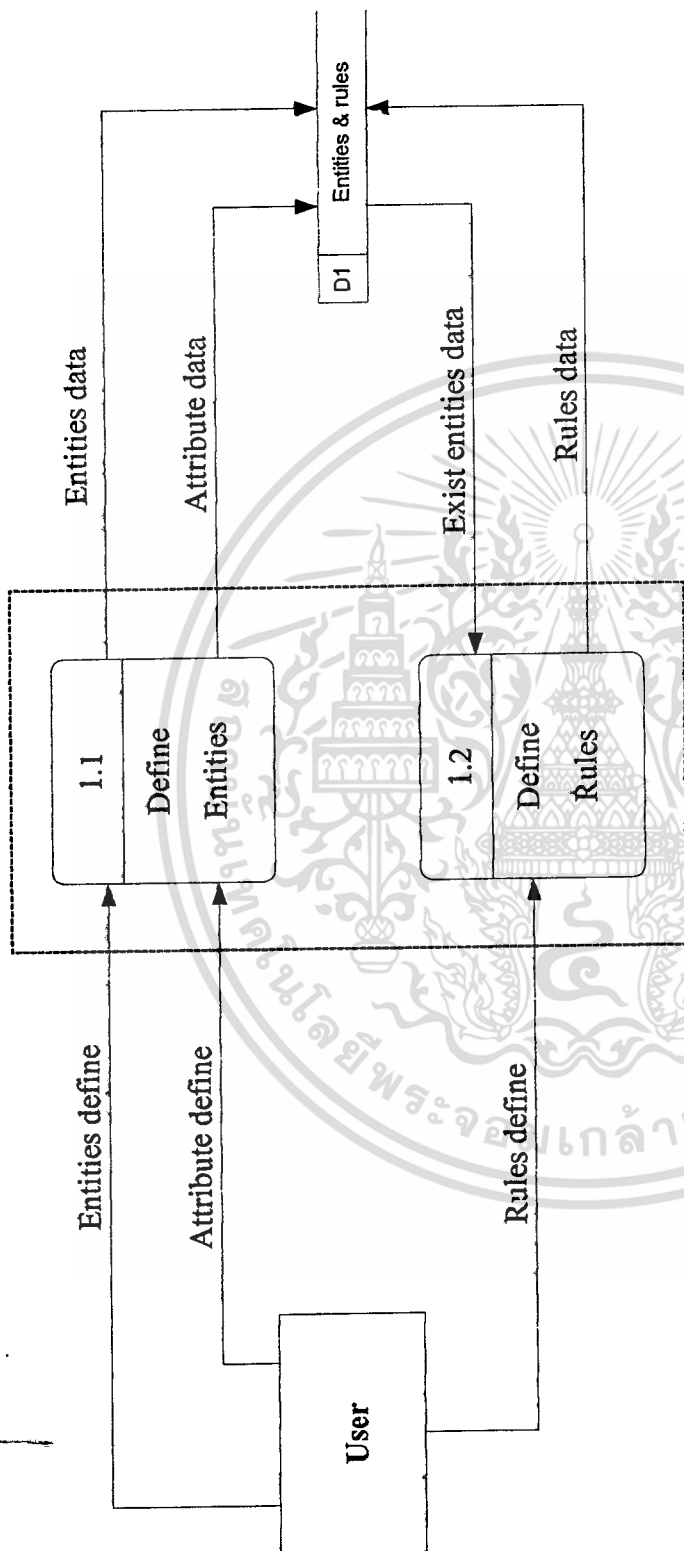 Entities define
Attribute define
Rules define
User
1.1
Define
Entities
1.2
Define
Rules
Entities data
Attribute data
Exist entities data
Rules data
D1
Entities & rules